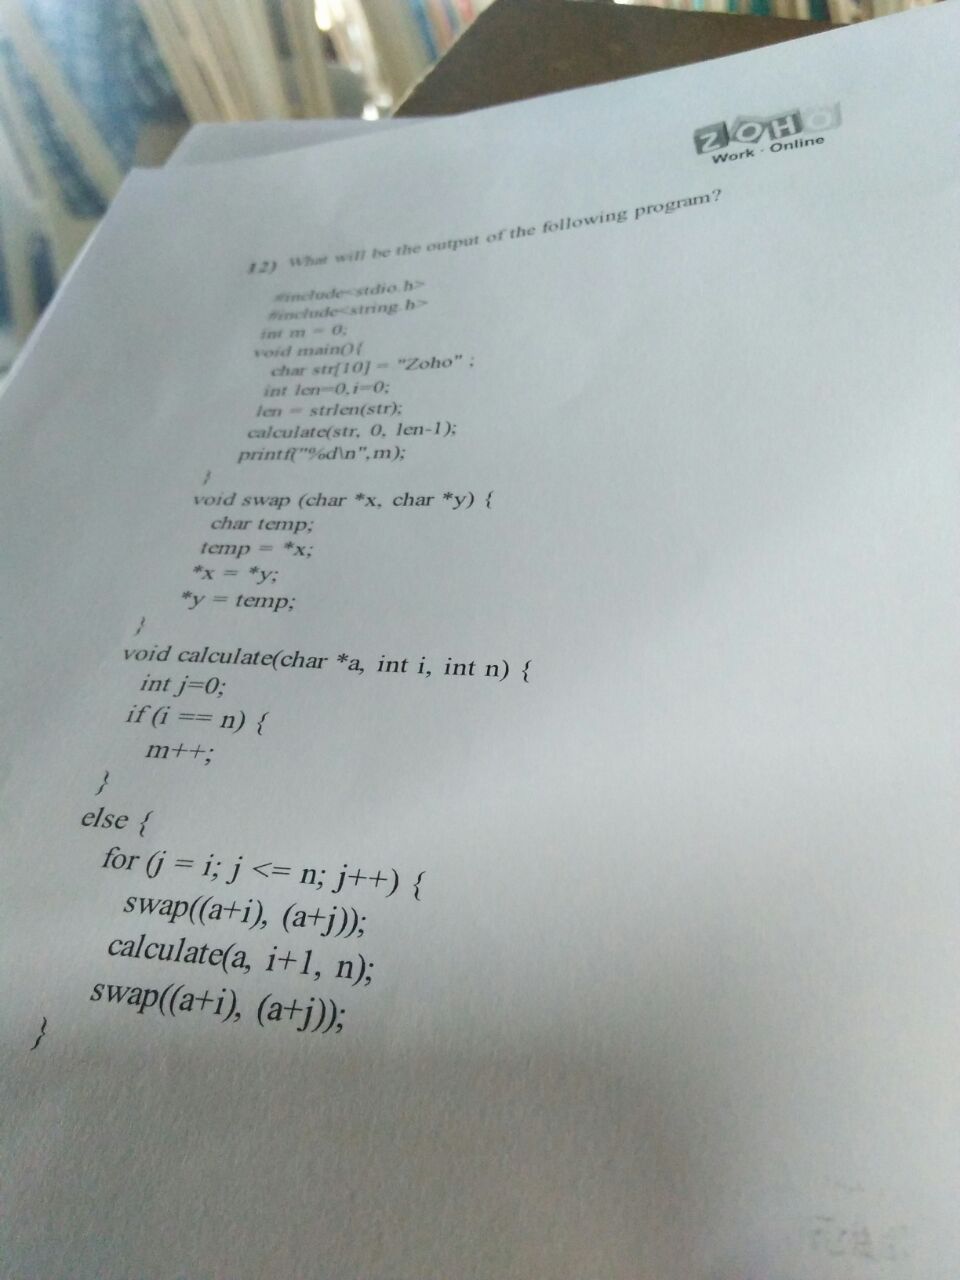 ZOHO
Work · Online
12) What will be the output of the following program?
#include<stdio.h>
#include<string.h>
int m = 0;
void main(){
char str[10] = "Zoho" ;
int len=0,i=0;
len = strlen(str);
calculate(str, 0, len-1);
printf("%d\n",m);
}
void swap (char *x, char *y) {
char temp;
temp = *x;
*x = *y;
*y = temp;
}
void calculate(char *a, int i, int n) {
int j=0;
if (i == n) {
m++;
}
else {
for (j = i; j <= n; j++) {
swap((a+i), (a+j));
calculate(a, i+1, n);
swap((a+i), (a+j));
}